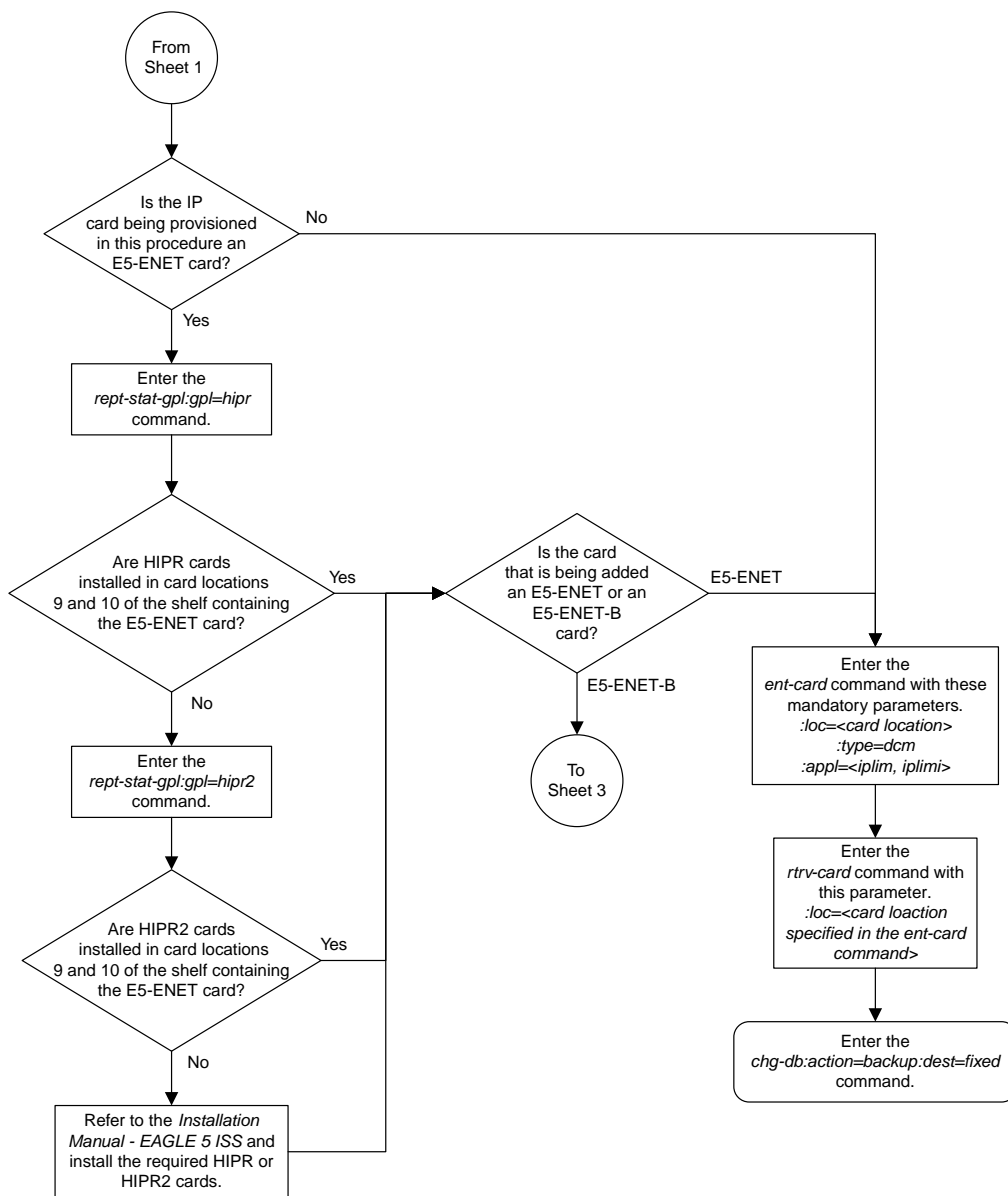 From
Sheet 1
Is the IP
card being provisioned
in this procedure an
E5-ENET card?
No
Yes
Enter the
rept-stat-gpl:gpl=hipr
command.
Are HIPR cards
installed in card locations
9 and 10 of the shelf containing
the E5-ENET card?
Yes
No
Enter the
rept-stat-gpl:gpl=hipr2
command.
Are HIPR2 cards
installed in card locations
9 and 10 of the shelf containing
the E5-ENET card?
Yes
No
Refer to the Installation
Manual - EAGLE 5 ISS and
install the required HIPR or
HIPR2 cards.
Is the card
that is being added
an E5-ENET or an
E5-ENET-B
card?
E5-ENET
E5-ENET-B
To
Sheet 3
Enter the
ent-card command with these
mandatory parameters.
:loc=<card location>
:type=dcm
:appl=<iplim, iplimi>
Enter the
rtrv-card command with
this parameter.
:loc=<card loaction
specified in the ent-card
command>
Enter the
chg-db:action=backup:dest=fixed
command.